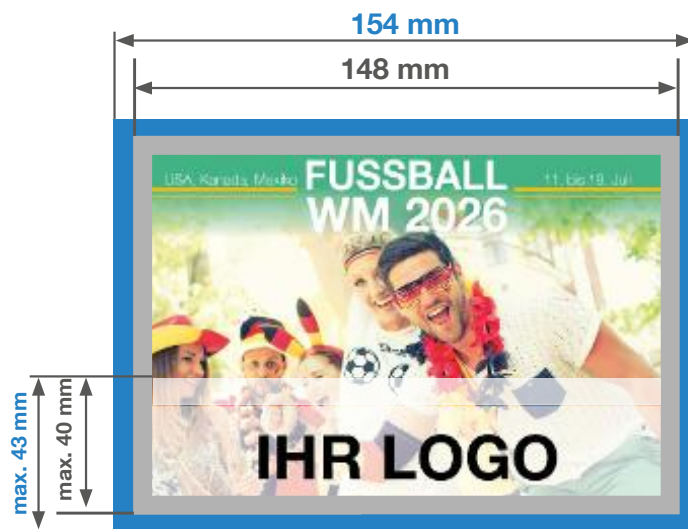 154 mm
148 mm
USA, Kanada, Mexiko FUSSBALL 11. bis 19. Juli
WM 2026
max. 43 mm
max. 40 mm
IHR LOGO